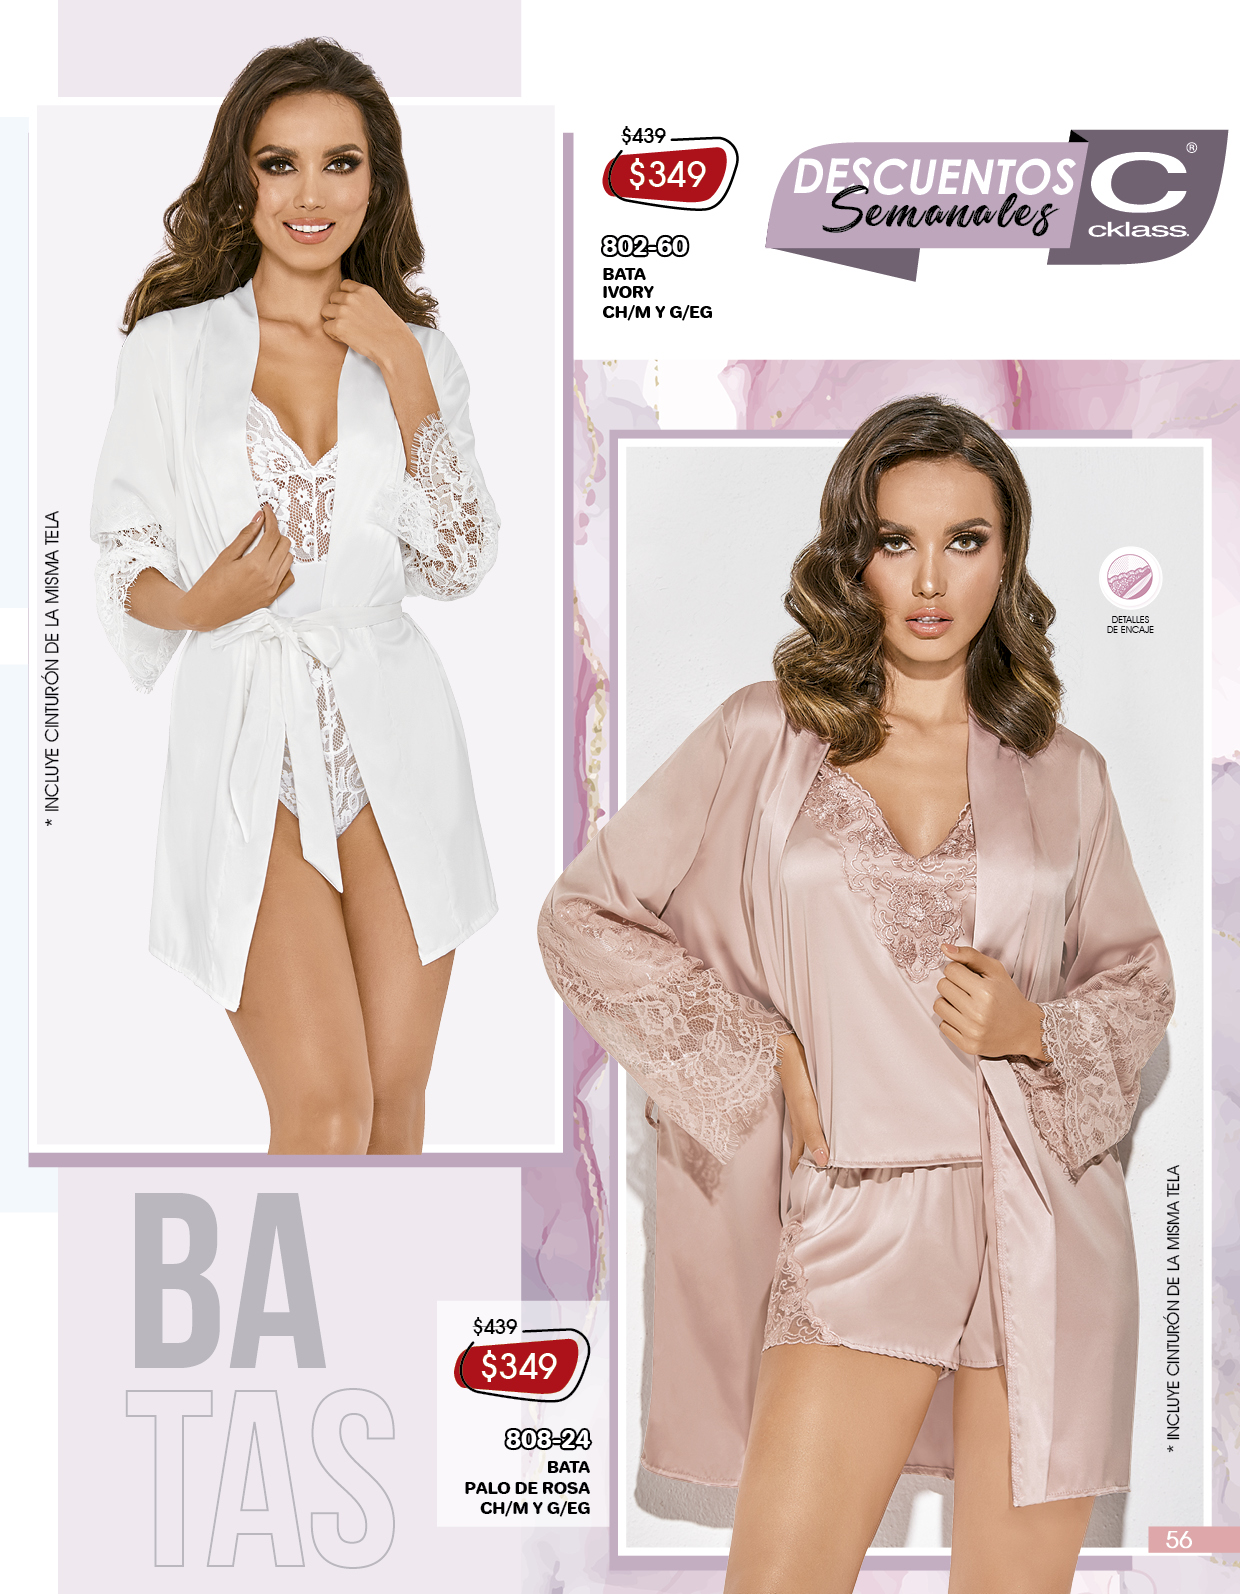 $439
$349
802-60
BATA
IVORY
CH/M Y G/EG
DESCUENTOS
Semanales
C®
cklass.
* INCLUYE CINTURÓN DE LA MISMA TELA
DETALLES
DE ENCAJE
BA
TAS
$439
$349
808-24
BATA
PALO DE ROSA
CH/M Y G/EG
* INCLUYE CINTURÓN DE LA MISMA TELA
56